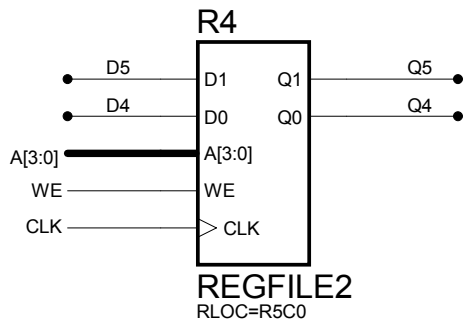 R4
D5 D1 Q1 Q5
D4 D0 Q0 Q4
A[3:0] A[3:0]
WE WE
CLK CLK
REGFILE2
RLOC=R5C0